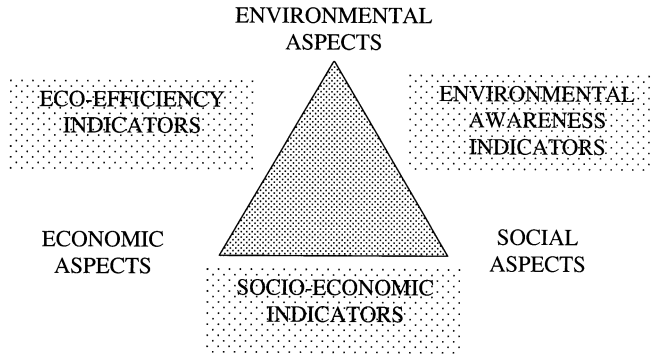 ENVIRONMENTAL
ASPECTS
ECO-EFFICIENCY
INDICATORS
ENVIRONMENTAL
AWARENESS
INDICATORS
ECONOMIC
ASPECTS
SOCIAL
ASPECTS
SOCIO-ECONOMIC
INDICATORS